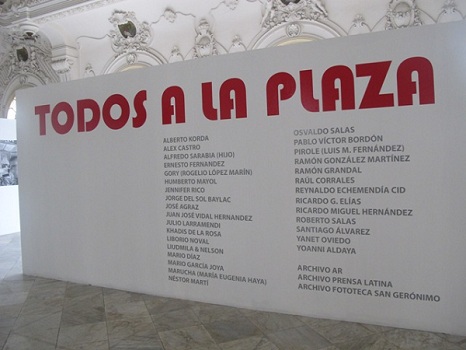 TODOS A LA PLAZA
ALBERTO KORDA
ALEX CASTRO
ALFREDO SARABIA (HIJO)
ERNESTO FERNANDEZ
GORY (ROGELIO LÓPEZ MARÍN)
HUMBERTO MAYOL
JENNIFER RICO
JORGE DEL SOL BAYLAC
JOSÉ AGRAZ
JUAN JOSÉ VIDAL HERNANDEZ
JULIO LARRAMENDI
KHADIS DE LA ROSA
LIBORIO NOVAL
LIUDMILA & NELSON
MARIO DÍAZ
MARIO GARCÍA JOYA
MARUCHA (MARÍA EUGENIA HAYA)
NÉSTOR MARTÍ
OSVALDO SALAS
PABLO VÍCTOR BORDÓN
PIROLE (LUIS M. FERNÁNDEZ)
RAMÓN GONZÁLEZ MARTÍNEZ
RAMÓN GRANDAL
RAÚL CORRALES
REYNALDO ECHEMENDÍA CID
RICARDO G. ELÍAS
RICARDO MIGUEL HERNÁNDEZ
ROBERTO SALAS
SANTIAGO ÁLVAREZ
YANET OVIEDO
YOANNI ALDAYA
ARCHIVO AR
ARCHIVO PRENSA LATINA
ARCHIVO FOTOTECA SAN GERÓNIMO